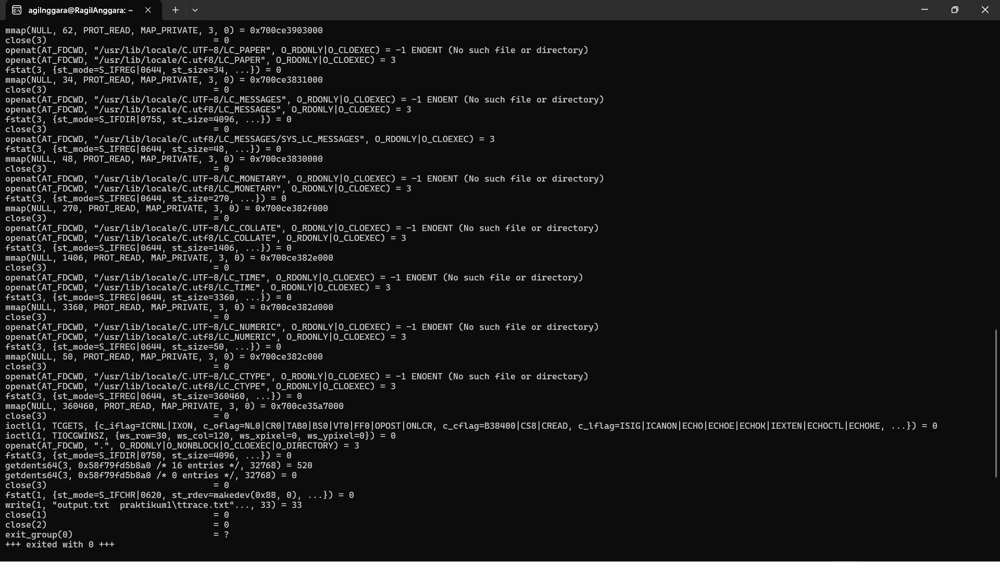 agilnggara@RagilAnggara: ~
mmap(NULL, 62, PROT_READ, MAP_PRIVATE, 3, 0) = 0x700ce3903000
close(3)                                = 0
openat(AT_FDCWD, "/usr/lib/locale/C.UTF-8/LC_PAPER", O_RDONLY|O_CLOEXEC) = -1 ENOENT (No such file or directory)
openat(AT_FDCWD, "/usr/lib/locale/C.utf8/LC_PAPER", O_RDONLY|O_CLOEXEC) = 3
fstat(3, {st_mode=S_IFREG|0644, st_size=34, ...}) = 0
mmap(NULL, 34, PROT_READ, MAP_PRIVATE, 3, 0) = 0x700ce3831000
close(3)                                = 0
openat(AT_FDCWD, "/usr/lib/locale/C.UTF-8/LC_MESSAGES", O_RDONLY|O_CLOEXEC) = -1 ENOENT (No such file or directory)
openat(AT_FDCWD, "/usr/lib/locale/C.utf8/LC_MESSAGES", O_RDONLY|O_CLOEXEC) = 3
fstat(3, {st_mode=S_IFDIR|0755, st_size=4096, ...}) = 0
close(3)                                = 0
openat(AT_FDCWD, "/usr/lib/locale/C.utf8/LC_MESSAGES/SYS_LC_MESSAGES", O_RDONLY|O_CLOEXEC) = 3
fstat(3, {st_mode=S_IFREG|0644, st_size=48, ...}) = 0
mmap(NULL, 48, PROT_READ, MAP_PRIVATE, 3, 0) = 0x700ce3830000
close(3)                                = 0
openat(AT_FDCWD, "/usr/lib/locale/C.UTF-8/LC_MONETARY", O_RDONLY|O_CLOEXEC) = -1 ENOENT (No such file or directory)
openat(AT_FDCWD, "/usr/lib/locale/C.utf8/LC_MONETARY", O_RDONLY|O_CLOEXEC) = 3
fstat(3, {st_mode=S_IFREG|0644, st_size=270, ...}) = 0
mmap(NULL, 270, PROT_READ, MAP_PRIVATE, 3, 0) = 0x700ce382f000
close(3)                                = 0
openat(AT_FDCWD, "/usr/lib/locale/C.UTF-8/LC_COLLATE", O_RDONLY|O_CLOEXEC) = -1 ENOENT (No such file or directory)
openat(AT_FDCWD, "/usr/lib/locale/C.utf8/LC_COLLATE", O_RDONLY|O_CLOEXEC) = 3
fstat(3, {st_mode=S_IFREG|0644, st_size=1406, ...}) = 0
mmap(NULL, 1406, PROT_READ, MAP_PRIVATE, 3, 0) = 0x700ce382e000
close(3)                                = 0
openat(AT_FDCWD, "/usr/lib/locale/C.UTF-8/LC_TIME", O_RDONLY|O_CLOEXEC) = -1 ENOENT (No such file or directory)
openat(AT_FDCWD, "/usr/lib/locale/C.utf8/LC_TIME", O_RDONLY|O_CLOEXEC) = 3
fstat(3, {st_mode=S_IFREG|0644, st_size=3360, ...}) = 0
mmap(NULL, 3360, PROT_READ, MAP_PRIVATE, 3, 0) = 0x700ce382d000
close(3)                                = 0
openat(AT_FDCWD, "/usr/lib/locale/C.UTF-8/LC_NUMERIC", O_RDONLY|O_CLOEXEC) = -1 ENOENT (No such file or directory)
openat(AT_FDCWD, "/usr/lib/locale/C.utf8/LC_NUMERIC", O_RDONLY|O_CLOEXEC) = 3
fstat(3, {st_mode=S_IFREG|0644, st_size=50, ...}) = 0
mmap(NULL, 50, PROT_READ, MAP_PRIVATE, 3, 0) = 0x700ce382c000
close(3)                                = 0
openat(AT_FDCWD, "/usr/lib/locale/C.UTF-8/LC_CTYPE", O_RDONLY|O_CLOEXEC) = -1 ENOENT (No such file or directory)
openat(AT_FDCWD, "/usr/lib/locale/C.utf8/LC_CTYPE", O_RDONLY|O_CLOEXEC) = 3
fstat(3, {st_mode=S_IFREG|0644, st_size=360460, ...}) = 0
mmap(NULL, 360460, PROT_READ, MAP_PRIVATE, 3, 0) = 0x700ce35a7000
close(3)                                = 0
ioctl(1, TCGETS, {c_iflag=ICRNL|IXON, c_oflag=NL0|CR0|TAB0|BS0|VT0|FF0|OPOST|ONLCR, c_cflag=B38400|CS8|CREAD, c_lflag=ISIG|ICANON|ECHO|ECHOE|ECHOK|IEXTEN|ECHOCTL|ECHOKE, ...}) = 0
ioctl(1, TIOCGWINSZ, {ws_row=30, ws_col=120, ws_xpixel=0, ws_ypixel=0}) = 0
openat(AT_FDCWD, ".", O_RDONLY|O_NONBLOCK|O_CLOEXEC|O_DIRECTORY) = 3
fstat(3, {st_mode=S_IFDIR|0750, st_size=4096, ...}) = 0
getdents64(3, 0x58f79fd5b8a0 /* 16 entries */, 32768) = 520
getdents64(3, 0x58f79fd5b8a0 /* 0 entries */, 32768) = 0
close(3)                                = 0
fstat(1, {st_mode=S_IFCHR|0620, st_rdev=makedev(0x88, 0), ...}) = 0
write(1, "output.txt  praktikum1\ttrace.txt"..., 33) = 33
close(1)                                = 0
close(2)                                = 0
exit_group(0)                           = ?
+++ exited with 0 +++